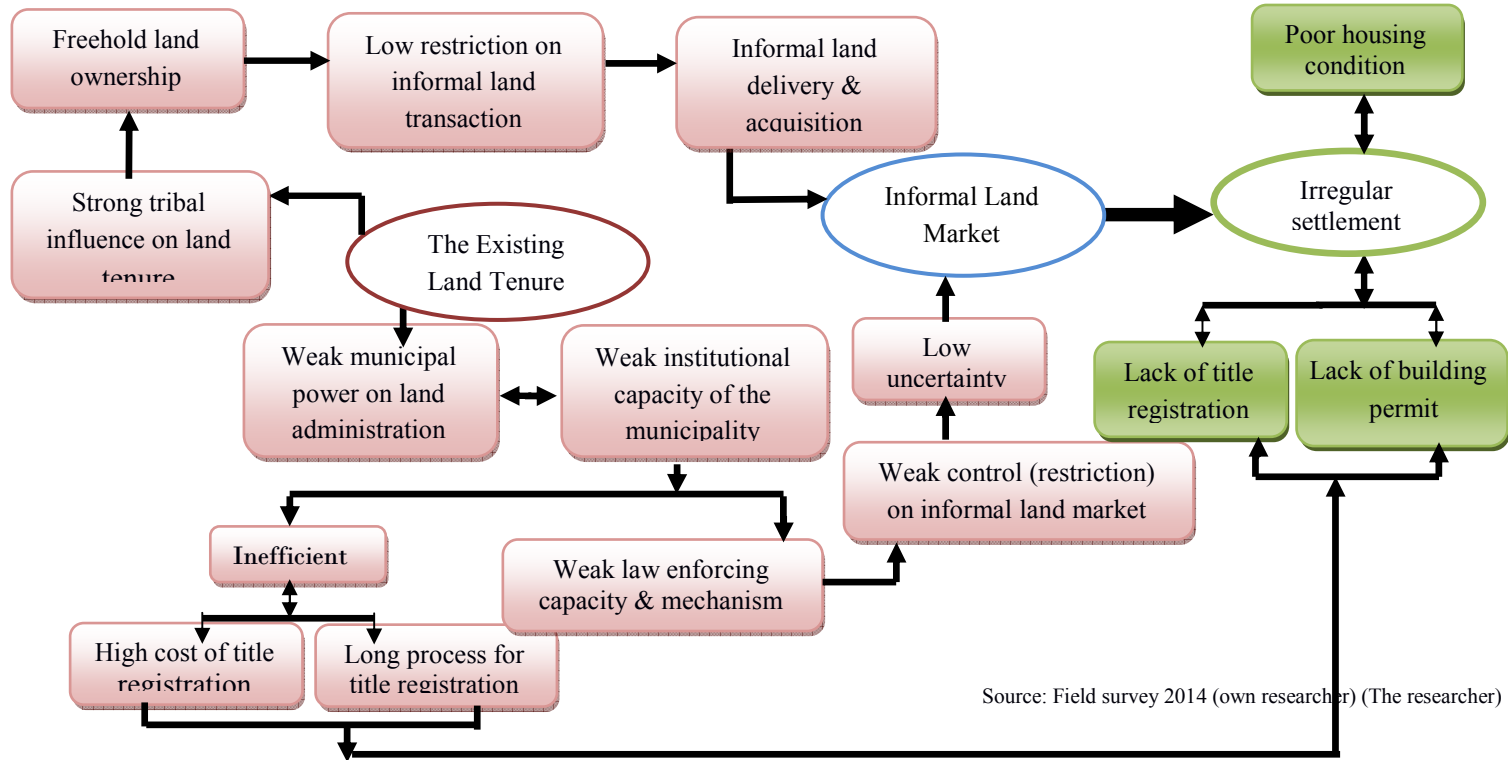 Freehold land
ownership
Low restriction on
informal land
transaction
Informal land
delivery &
acquisition
Poor housing
condition
Strong tribal
influence on land
tenure
The Existing
Land Tenure
Informal Land
Market
Irregular
settlement
Weak municipal
power on land
administration
Weak institutional
capacity of the
municipality
Low
uncertainty
Lack of title
registration
Lack of building
permit
Weak control (restriction)
on informal land market
Inefficient
Weak law enforcing
capacity & mechanism
High cost of title
registration
Long process for
title registration
Source: Field survey 2014 (own researcher) (The researcher)